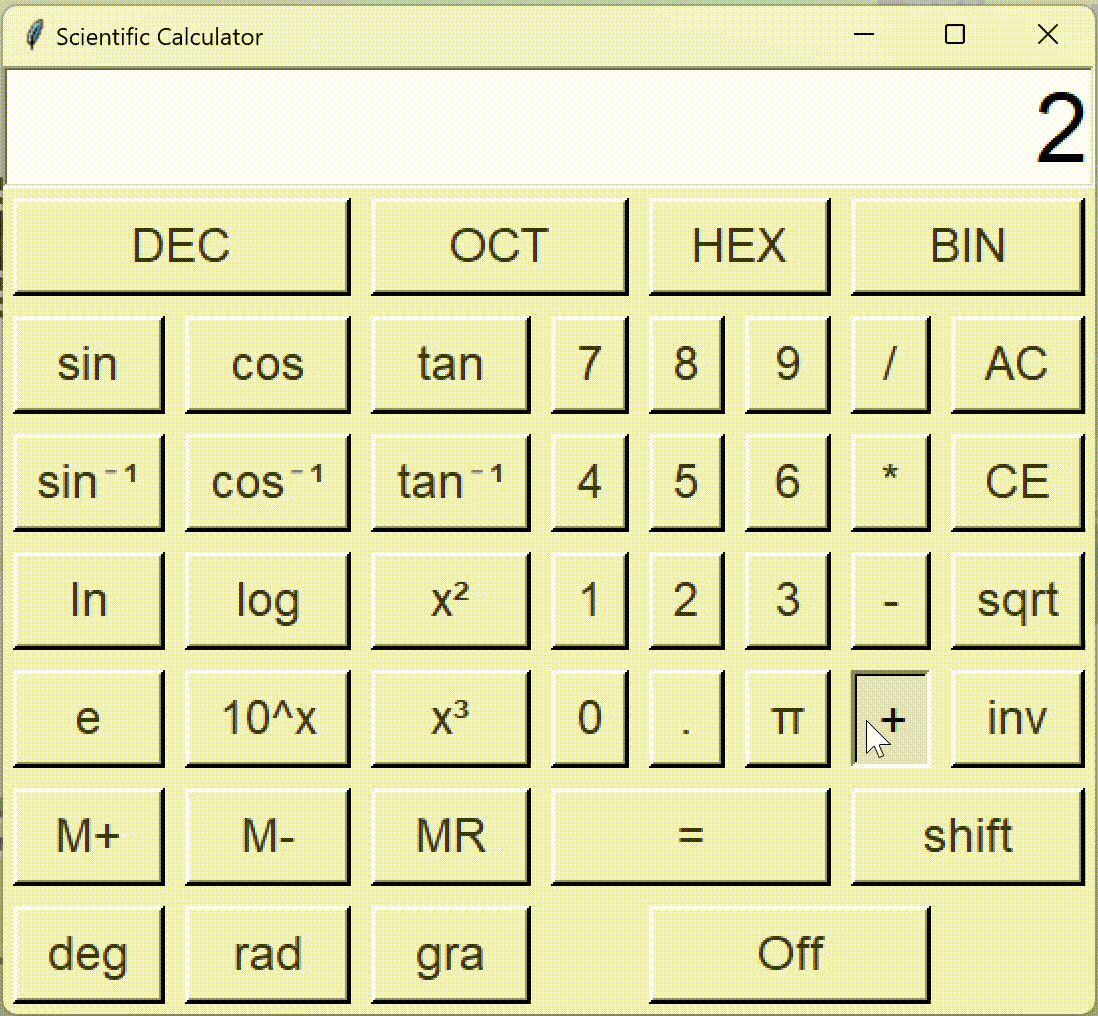 Scientific Calculator
2
DEC OCT HEX BIN
sin cos tan 7 8 9 / AC
sin⁻¹ cos⁻¹ tan⁻¹ 4 5 6 * CE
ln log x² 1 2 3 - sqrt
e 10^x x³ 0 . π + inv
M+ M- MR = shift
deg rad gra Off